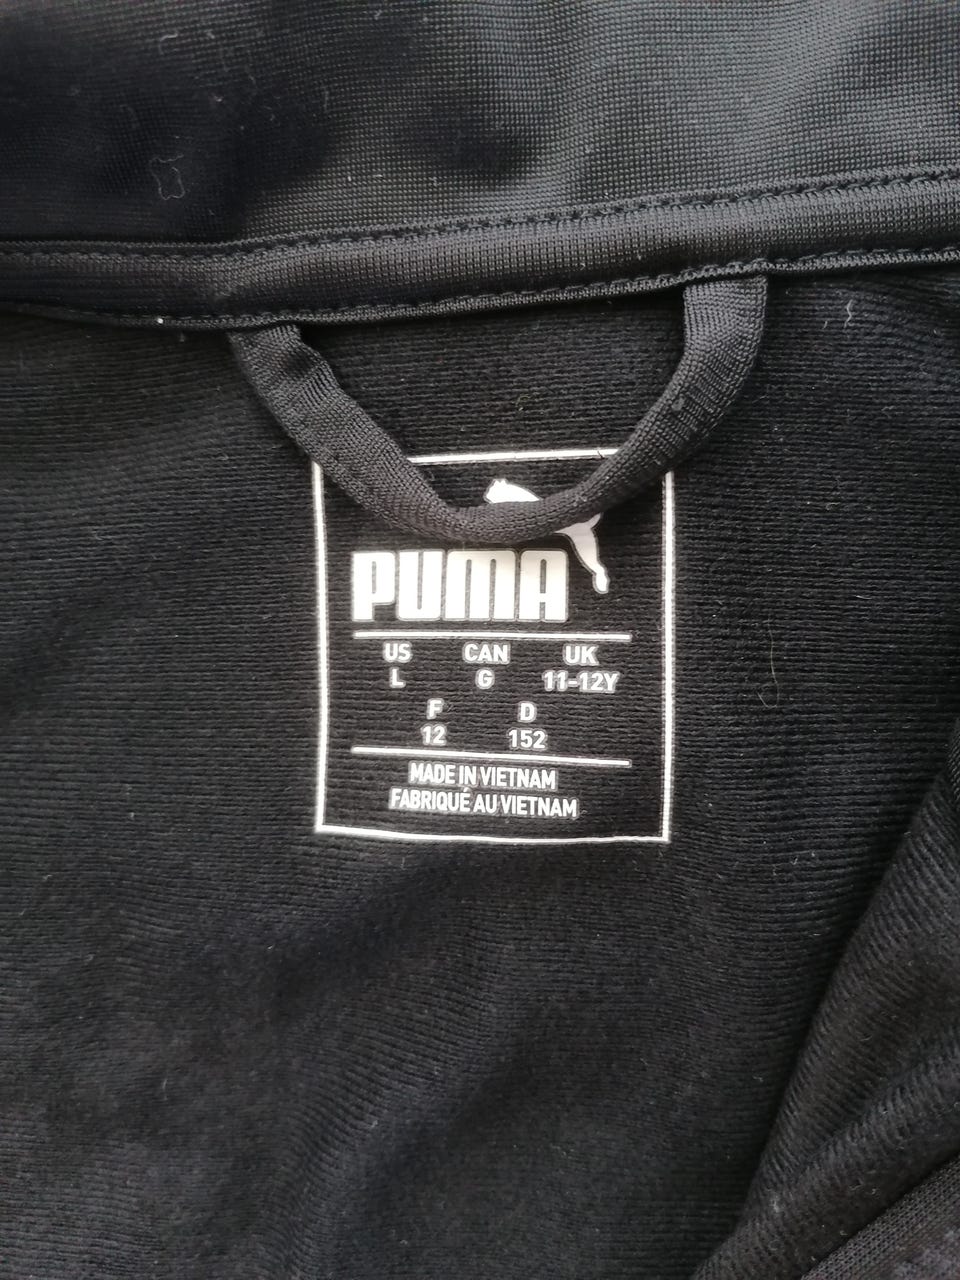 PUMA
US CAN UK
L G 11-12Y
F D
12 152
MADE IN VIETNAM
FABRIQUÉ AU VIETNAM